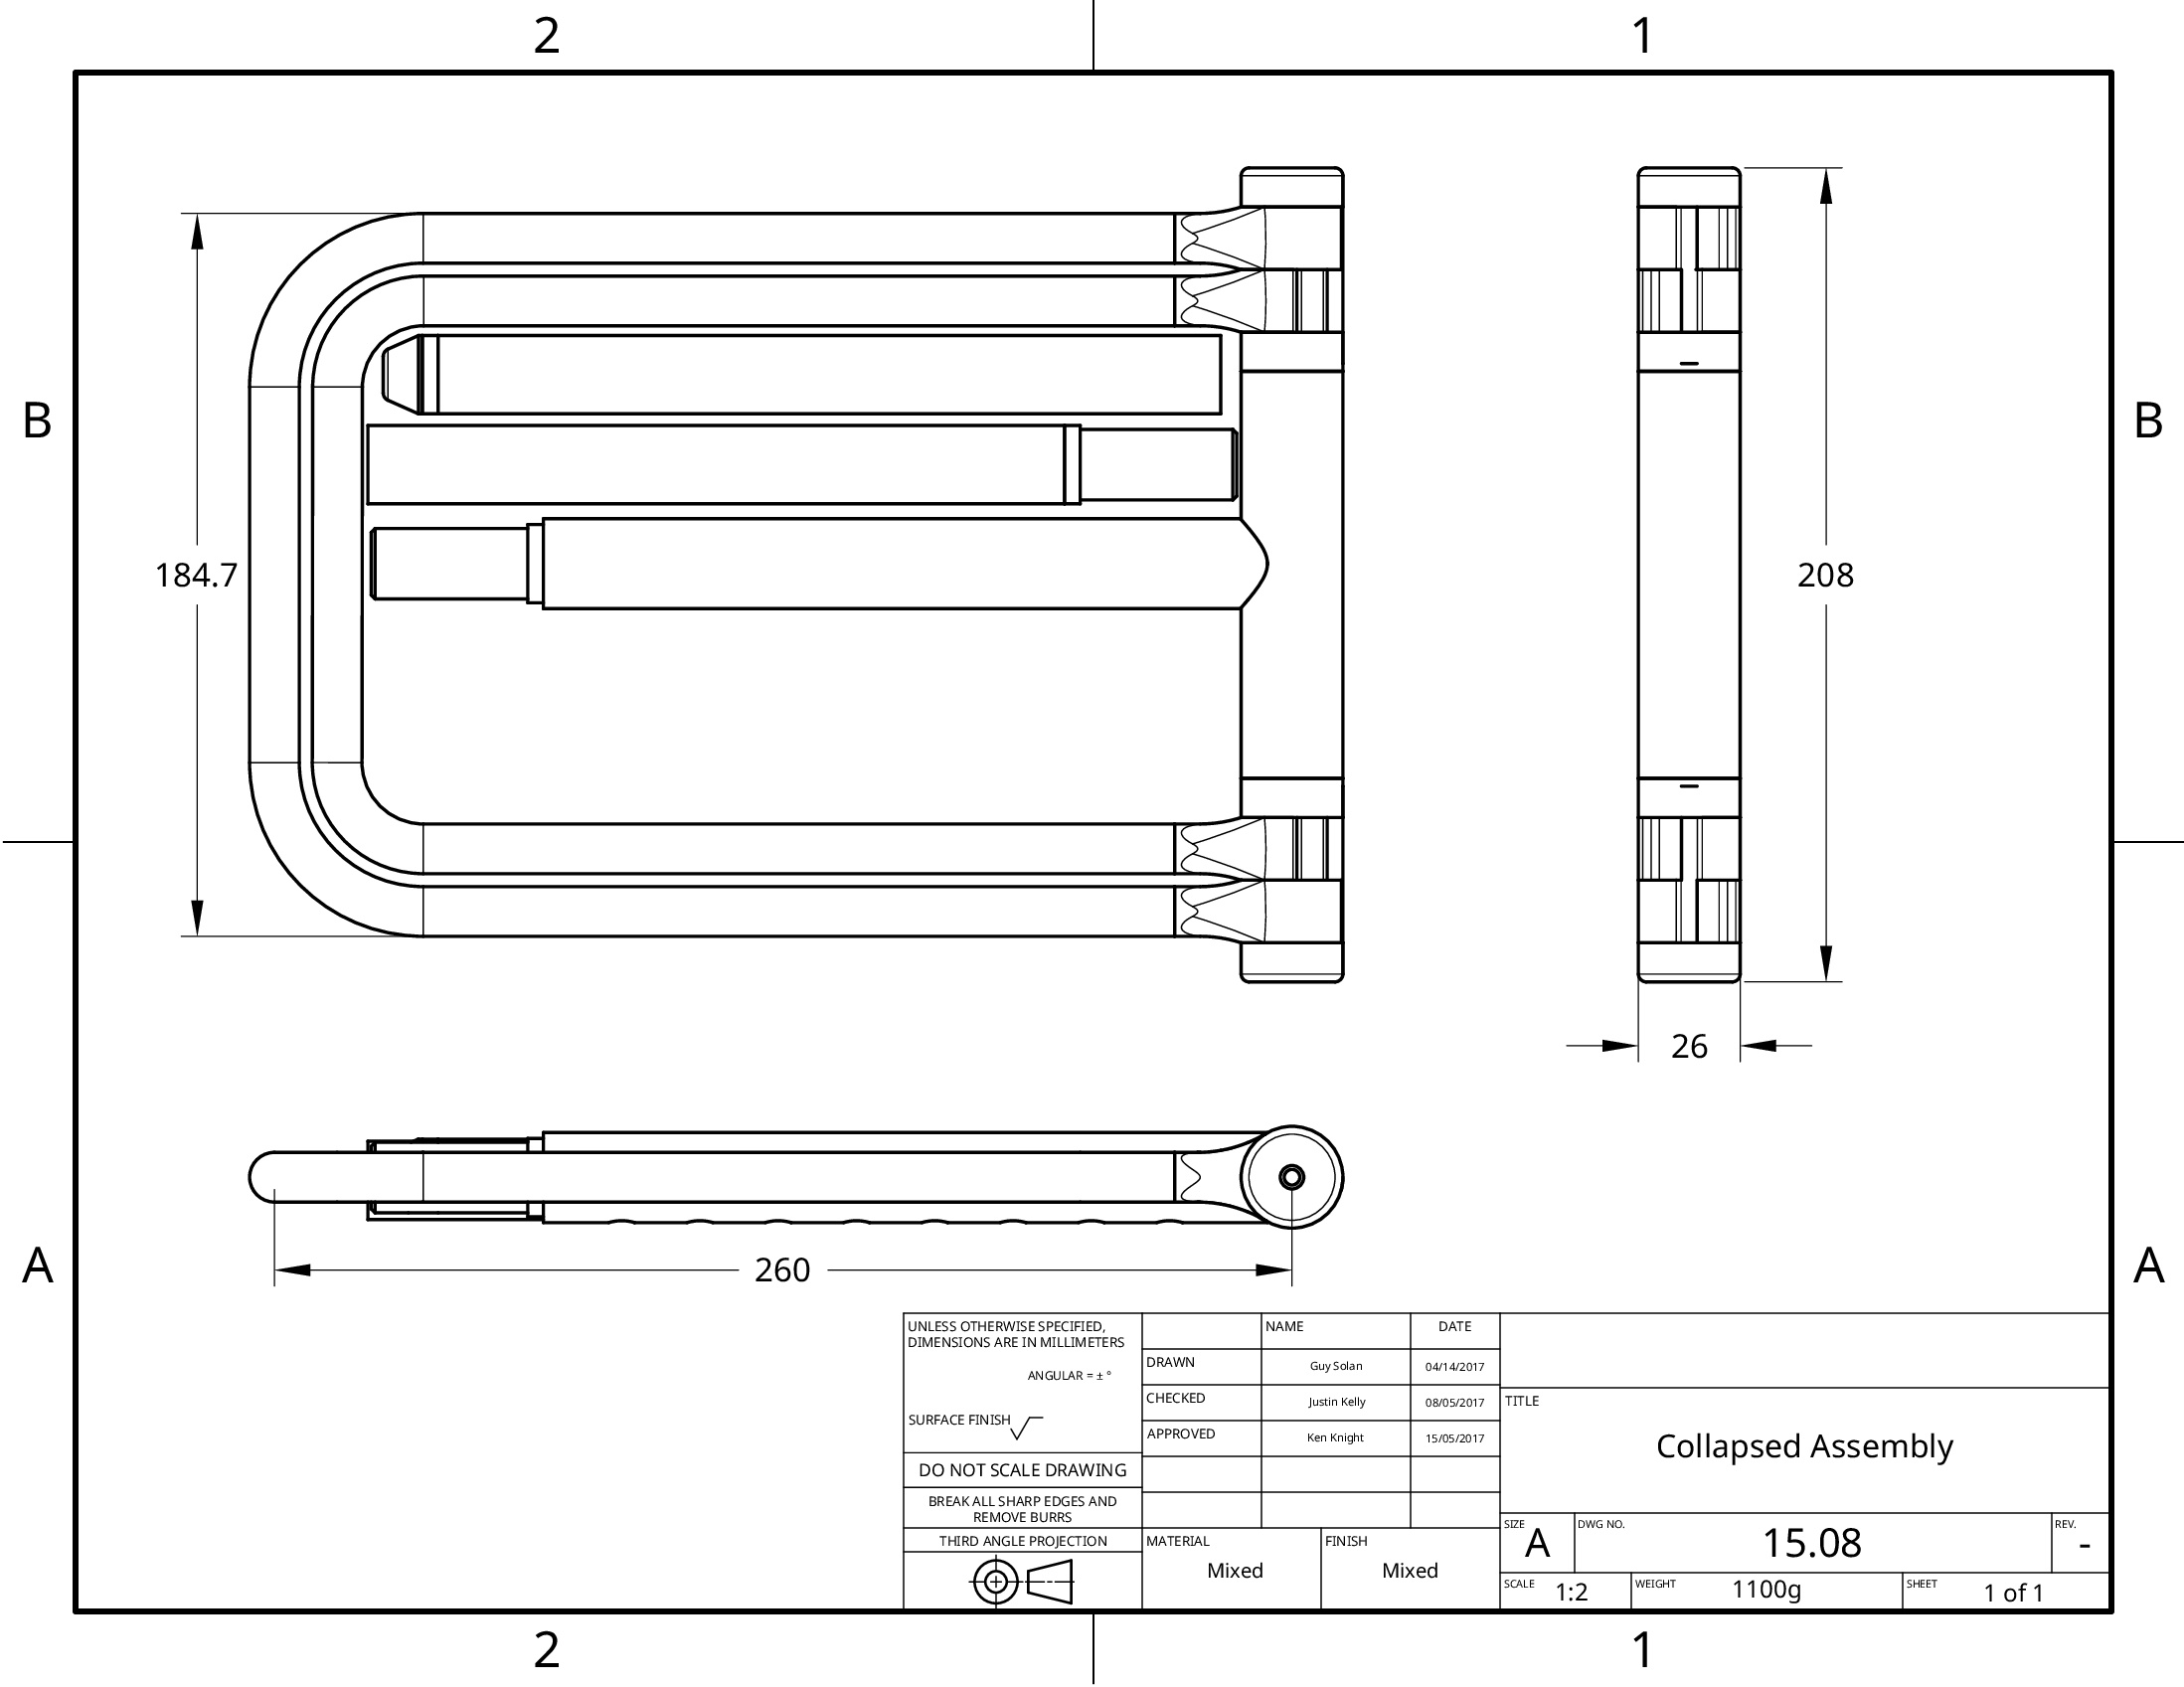 2 1
B B
184.7
208
26
A A
260
UNLESS OTHERWISE SPECIFIED,
DIMENSIONS ARE IN MILLIMETERS
ANGULAR = ± °
SURFACE FINISH
DO NOT SCALE DRAWING
BREAK ALL SHARP EDGES AND
REMOVE BURRS
THIRD ANGLE PROJECTION
NAME DATE
DRAWN Guy Solan 04/14/2017
CHECKED Justin Kelly 08/05/2017
APPROVED Ken Knight 15/05/2017
MATERIAL
Mixed
FINISH
Mixed
TITLE
Collapsed Assembly
SIZE A
DWG NO. 15.08
REV. -
SCALE 1:2
WEIGHT 1100g
SHEET 1 of 1
2 1